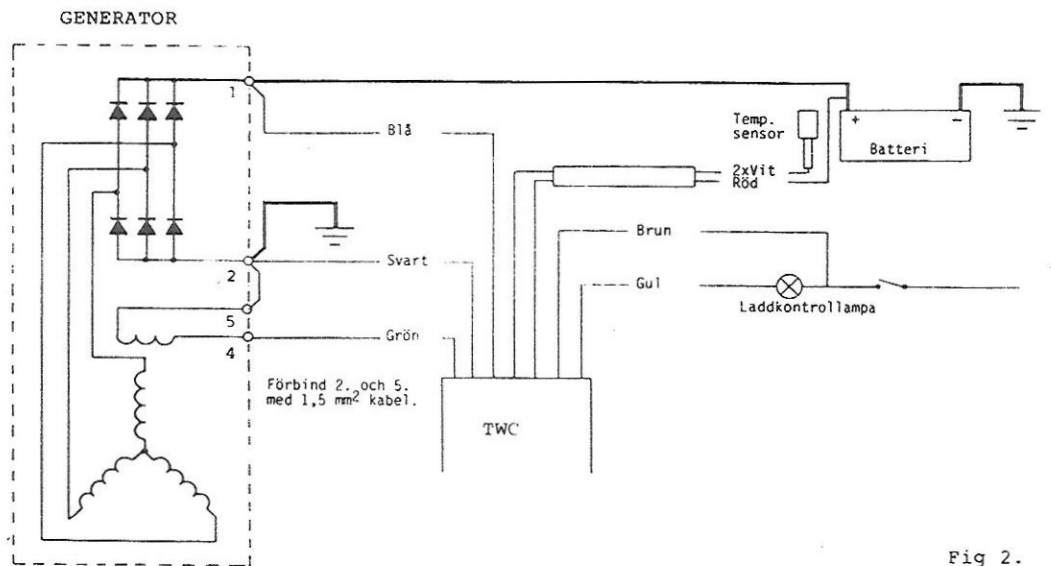 GENERATOR
1
Blå
Temp.
sensor
+
-
Batteri
2xVit
Röd
Brun
2
Svart
Gul
Laddkontrollampa
5
4
Grön
Förbind 2. och 5.
med 1,5 mm² kabel.
TWC
Fig 2.